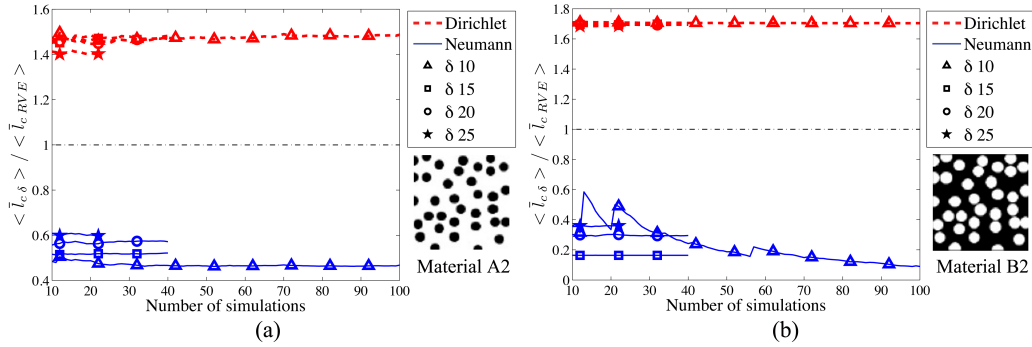 1.6
1.4
1.2
1
0.8
0.6
0.4
10 20 30 40 50 60 70 80 90 100
< l̄c δ > / < l̄c RVE >
Number of simulations
Dirichlet
Neumann
δ 10
δ 15
δ 20
δ 25
Material A2
(a)
1.8
1.6
1.4
1.2
1
0.8
0.6
0.4
0.2
0
10 20 30 40 50 60 70 80 90 100
< l̄c δ > / < l̄c RVE >
Number of simulations
Dirichlet
Neumann
δ 10
δ 15
δ 20
δ 25
Material B2
(b)